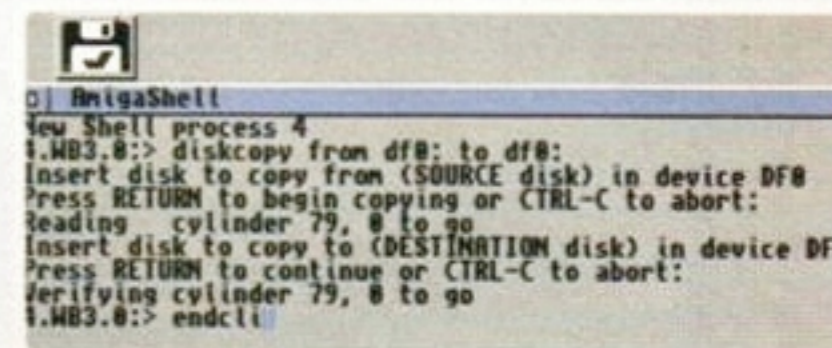 AmigaShell
New Shell process 4
4.WB3.0:> diskcopy from df0: to df0:
Insert disk to copy from (SOURCE disk) in device DF0
Press RETURN to begin copying or CTRL-C to abort:
Reading cylinder 79, 0 to go
Insert disk to copy to (DESTINATION disk) in device DF
Press RETURN to continue or CTRL-C to abort:
Verifying cylinder 79, 0 to go
4.WB3.0:> endcli